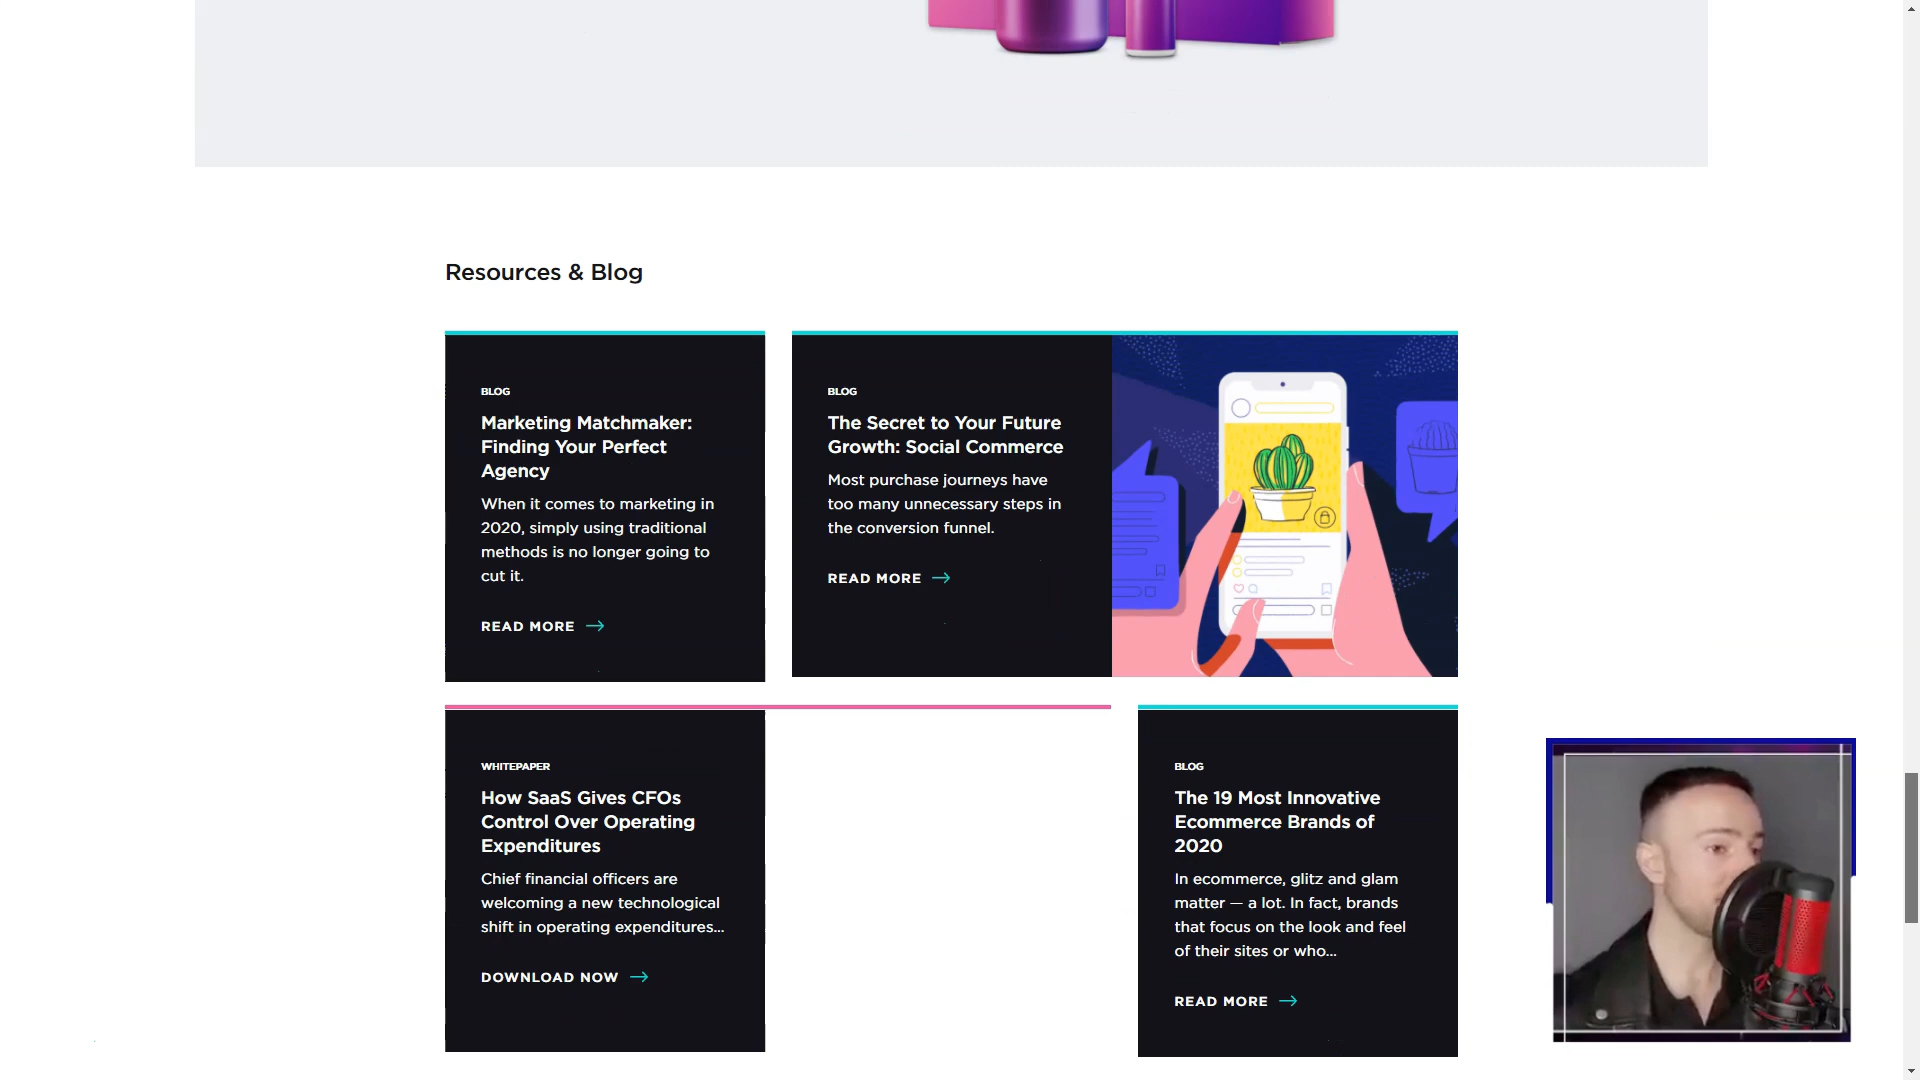 Resources & Blog
BLOG
Marketing Matchmaker:
Finding Your Perfect
Agency
When it comes to marketing in
2020, simply using traditional
methods is no longer going to
cut it.
READ MORE
BLOG
The Secret to Your Future
Growth: Social Commerce
Most purchase journeys have
too many unnecessary steps in
the conversion funnel.
READ MORE
WHITEPAPER
How SaaS Gives CFOs
Control Over Operating
Expenditures
Chief financial officers are
welcoming a new technological
shift in operating expenditures...
DOWNLOAD NOW
BLOG
The 19 Most Innovative
Ecommerce Brands of
2020
In ecommerce, glitz and glam
matter — a lot. In fact, brands
that focus on the look and feel
of their sites or who...
READ MORE